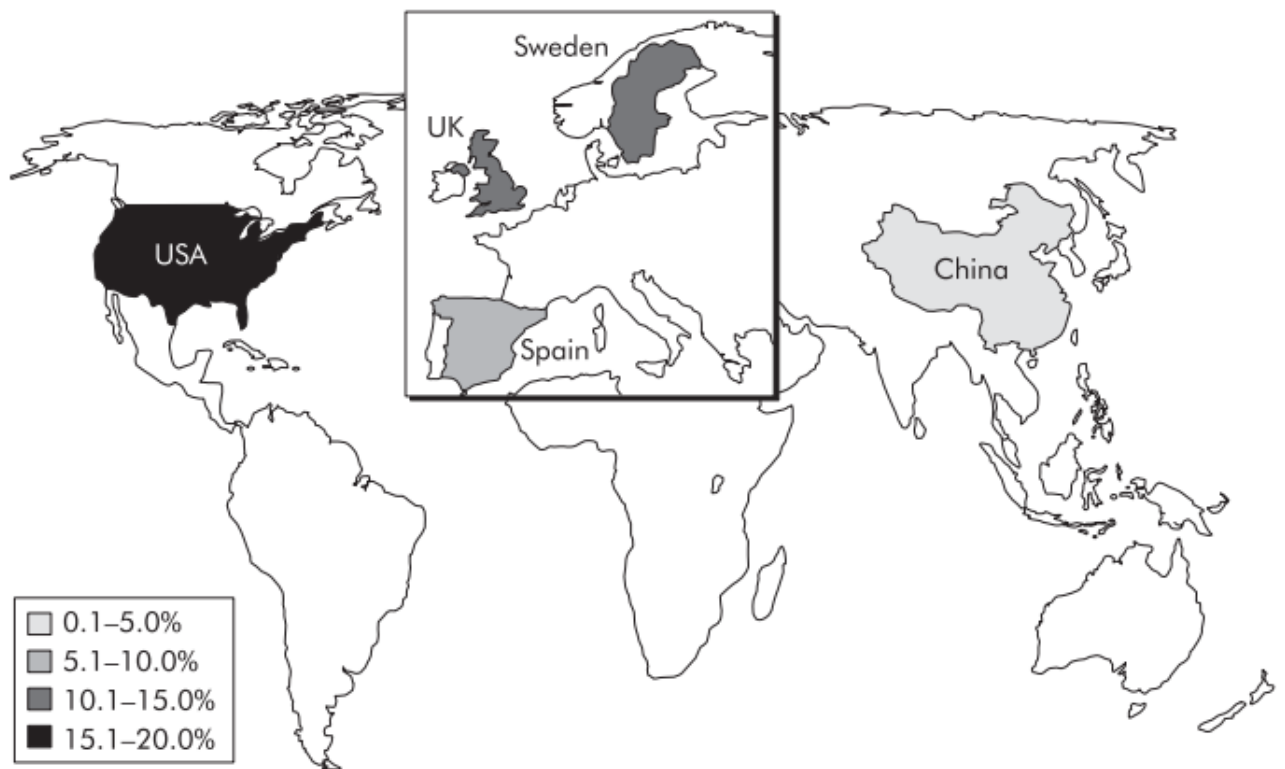 Sweden
UK
USA
China
Spain
0.1–5.0%
5.1–10.0%
10.1–15.0%
15.1–20.0%